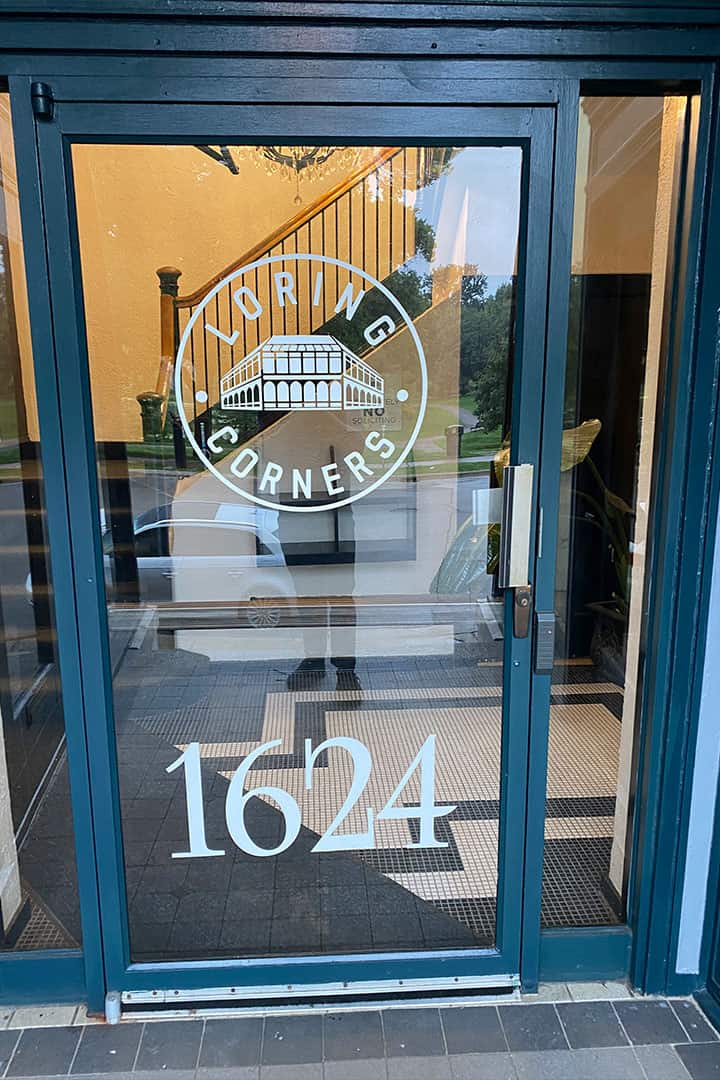 LORING
NO
SOLICITING
CORNERS
1624